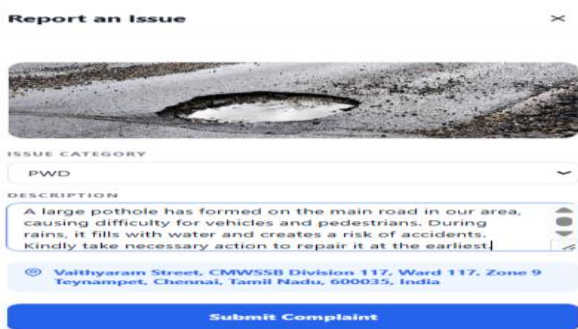 Report an Issue
ISSUE CATEGORY
PWD
DESCRIPTION
A large pothole has formed on the main road in our area,
causing difficulty for vehicles and pedestrians. During
rains, it fills with water and creates a risk of accidents.
Kindly take necessary action to repair it at the earliest.
Vaithyaram Street, CMWSSB Division 117, Ward 117, Zone 9
Teynampet, Chennai, Tamil Nadu, 600035, India
Submit Complaint